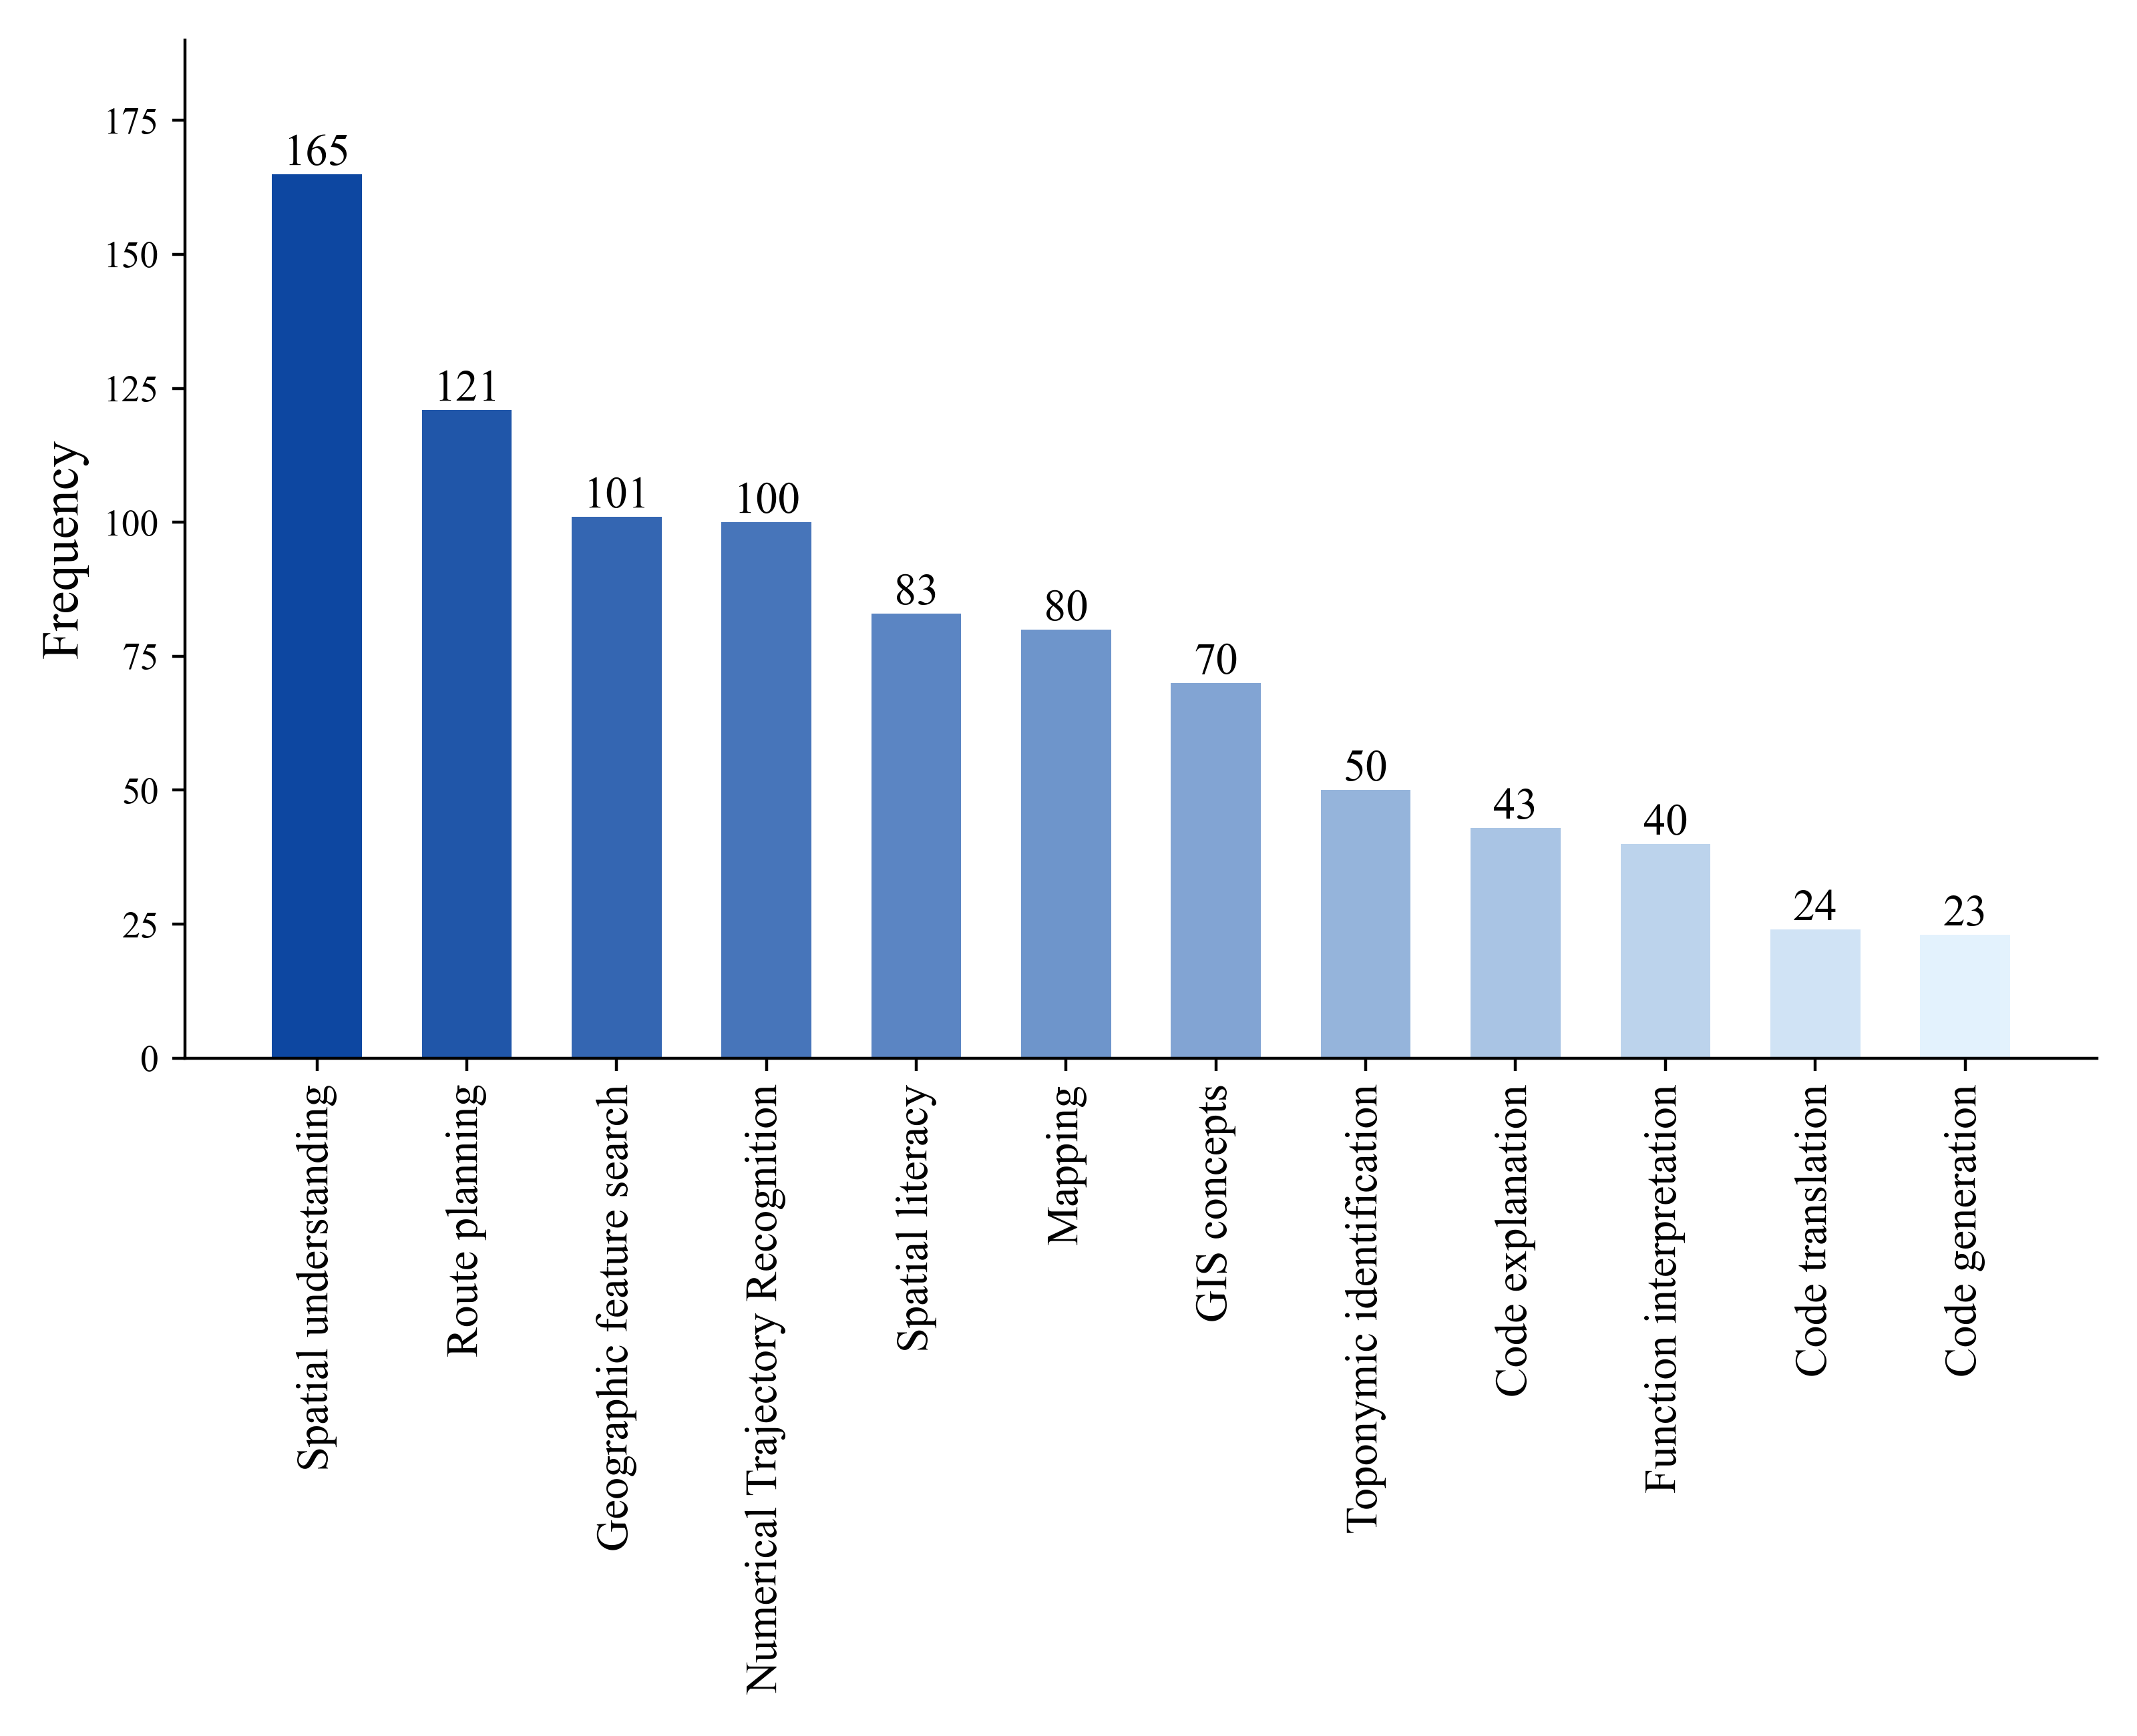 Frequency
175
150
125
100
75
50
25
0
165
121
101
100
83
80
70
50
43
40
24
23
Spatial understanding
Route planning
Geographic feature search
Numerical Trajectory Recognition
Spatial literacy
Mapping
GIS concepts
Toponymic identification
Code explanation
Function interpretation
Code translation
Code generation